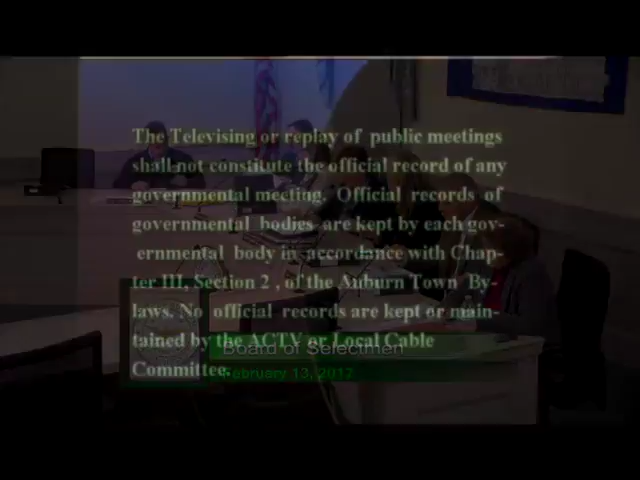 The Televising or replay of public meetings
shall not constitute the official record of any
governmental meeting. Official records of
governmental bodies are kept by each gov-
ernmental body in accordance with Chap-
ter III, Section 2 , of the Auburn Town By-
laws. No official records are kept or main-
tained by the ACTV or Local Cable
Committee.
Board of Selectmen
February 13, 2012